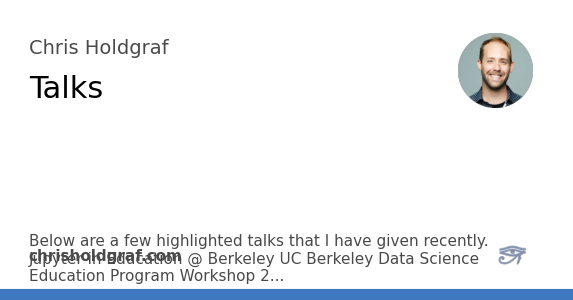 Chris Holdgraf
Talks
Below are a few highlighted talks that I have given recently.
chrisholdgraf.com
Jupyter in Education @ Berkeley UC Berkeley Data Science
Education Program Workshop 2...